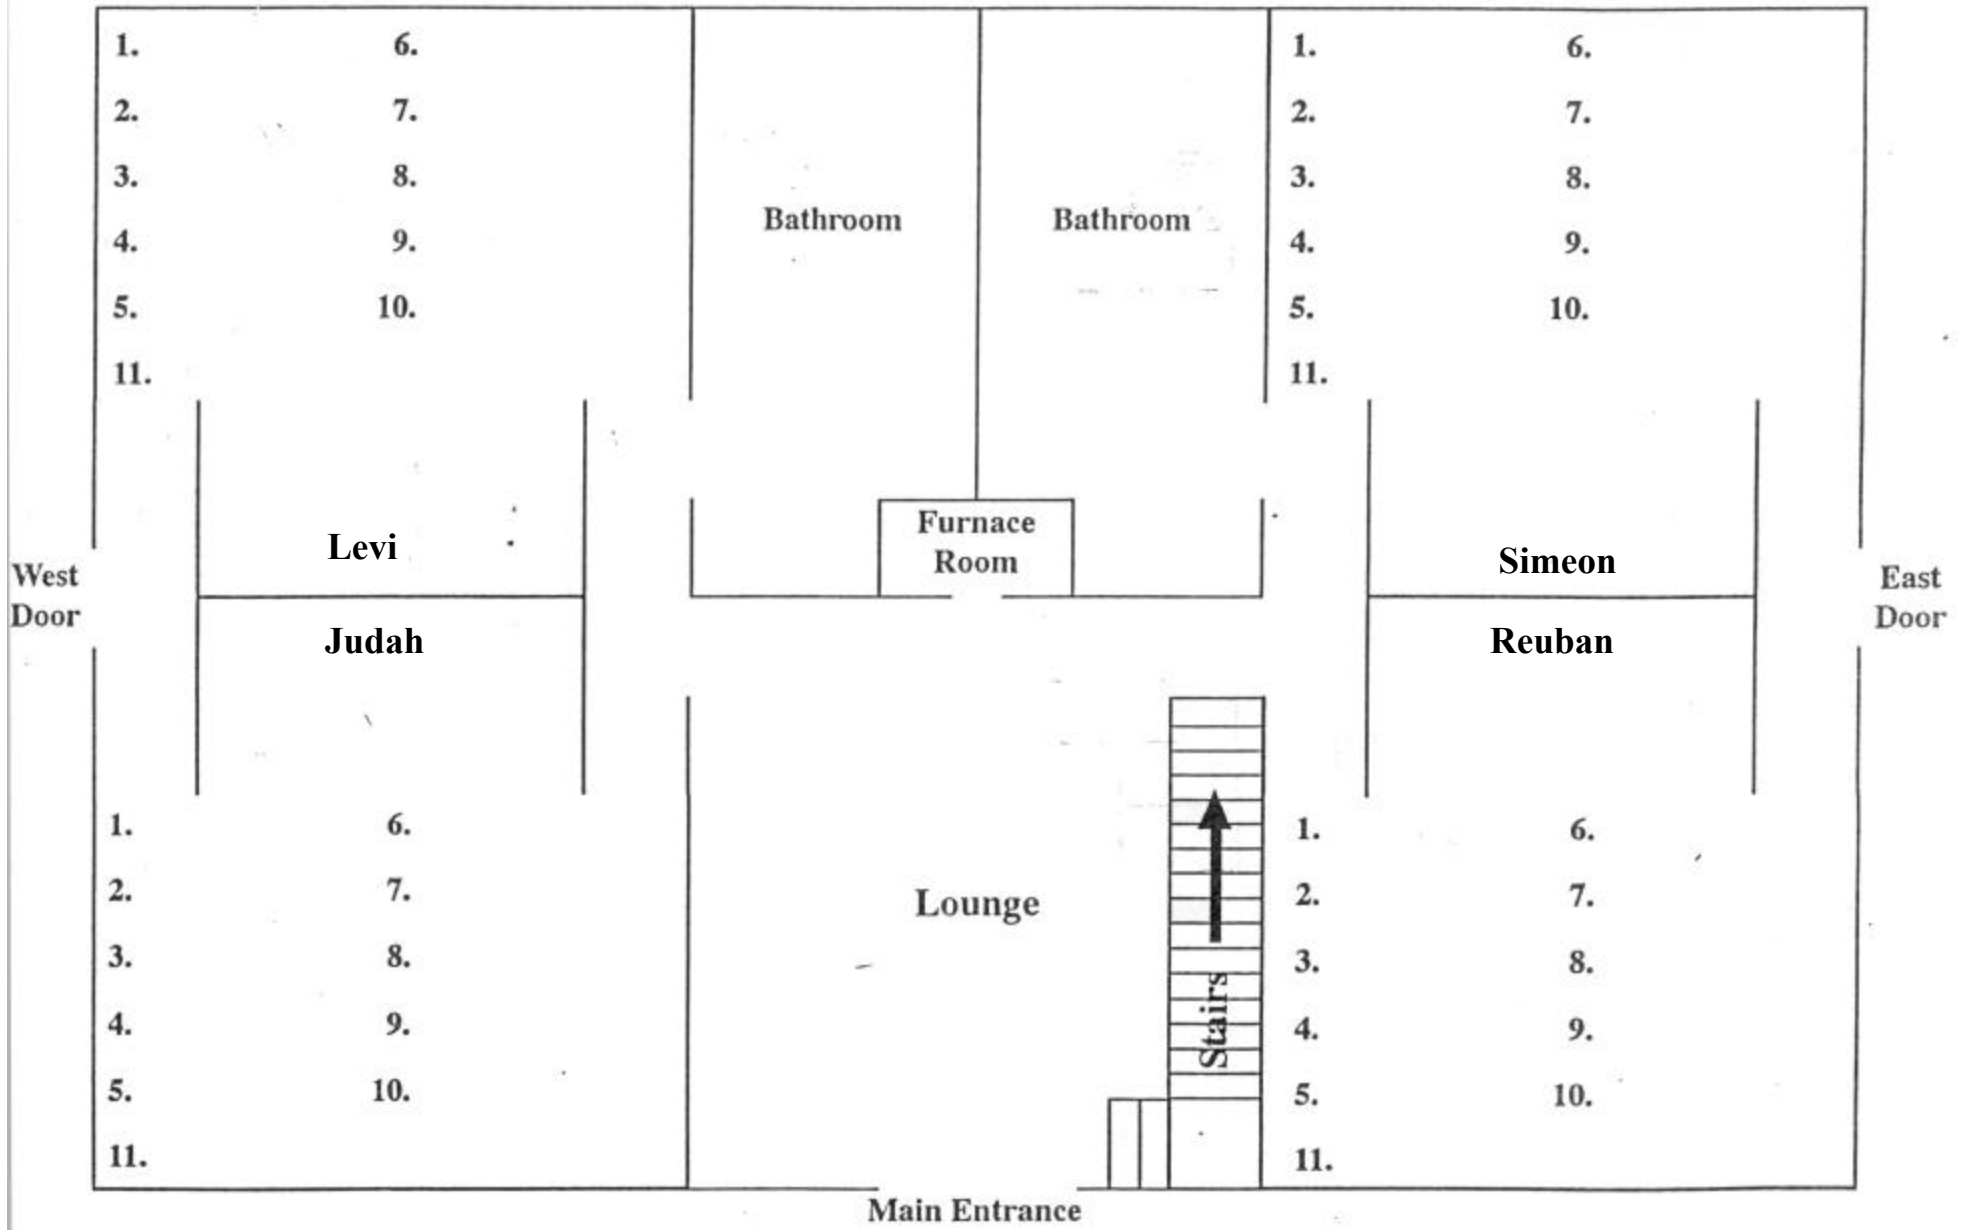 1. 6. 1. 6.
2. 7. 2. 7.
3. 8. 3. 8.
Bathroom Bathroom
4. 9. 4. 9.
5. 10. 5. 10.
11. 11.
Furnace
Room
Levi Simeon
West
Door
East
Door
Judah Reuban
1. 6. 1. 6.
2. 7. 2. 7.
Lounge
3. 8. 3. 8.
Stairs
4. 9. 4. 9.
5. 10. 5. 10.
11. 11.
Main Entrance